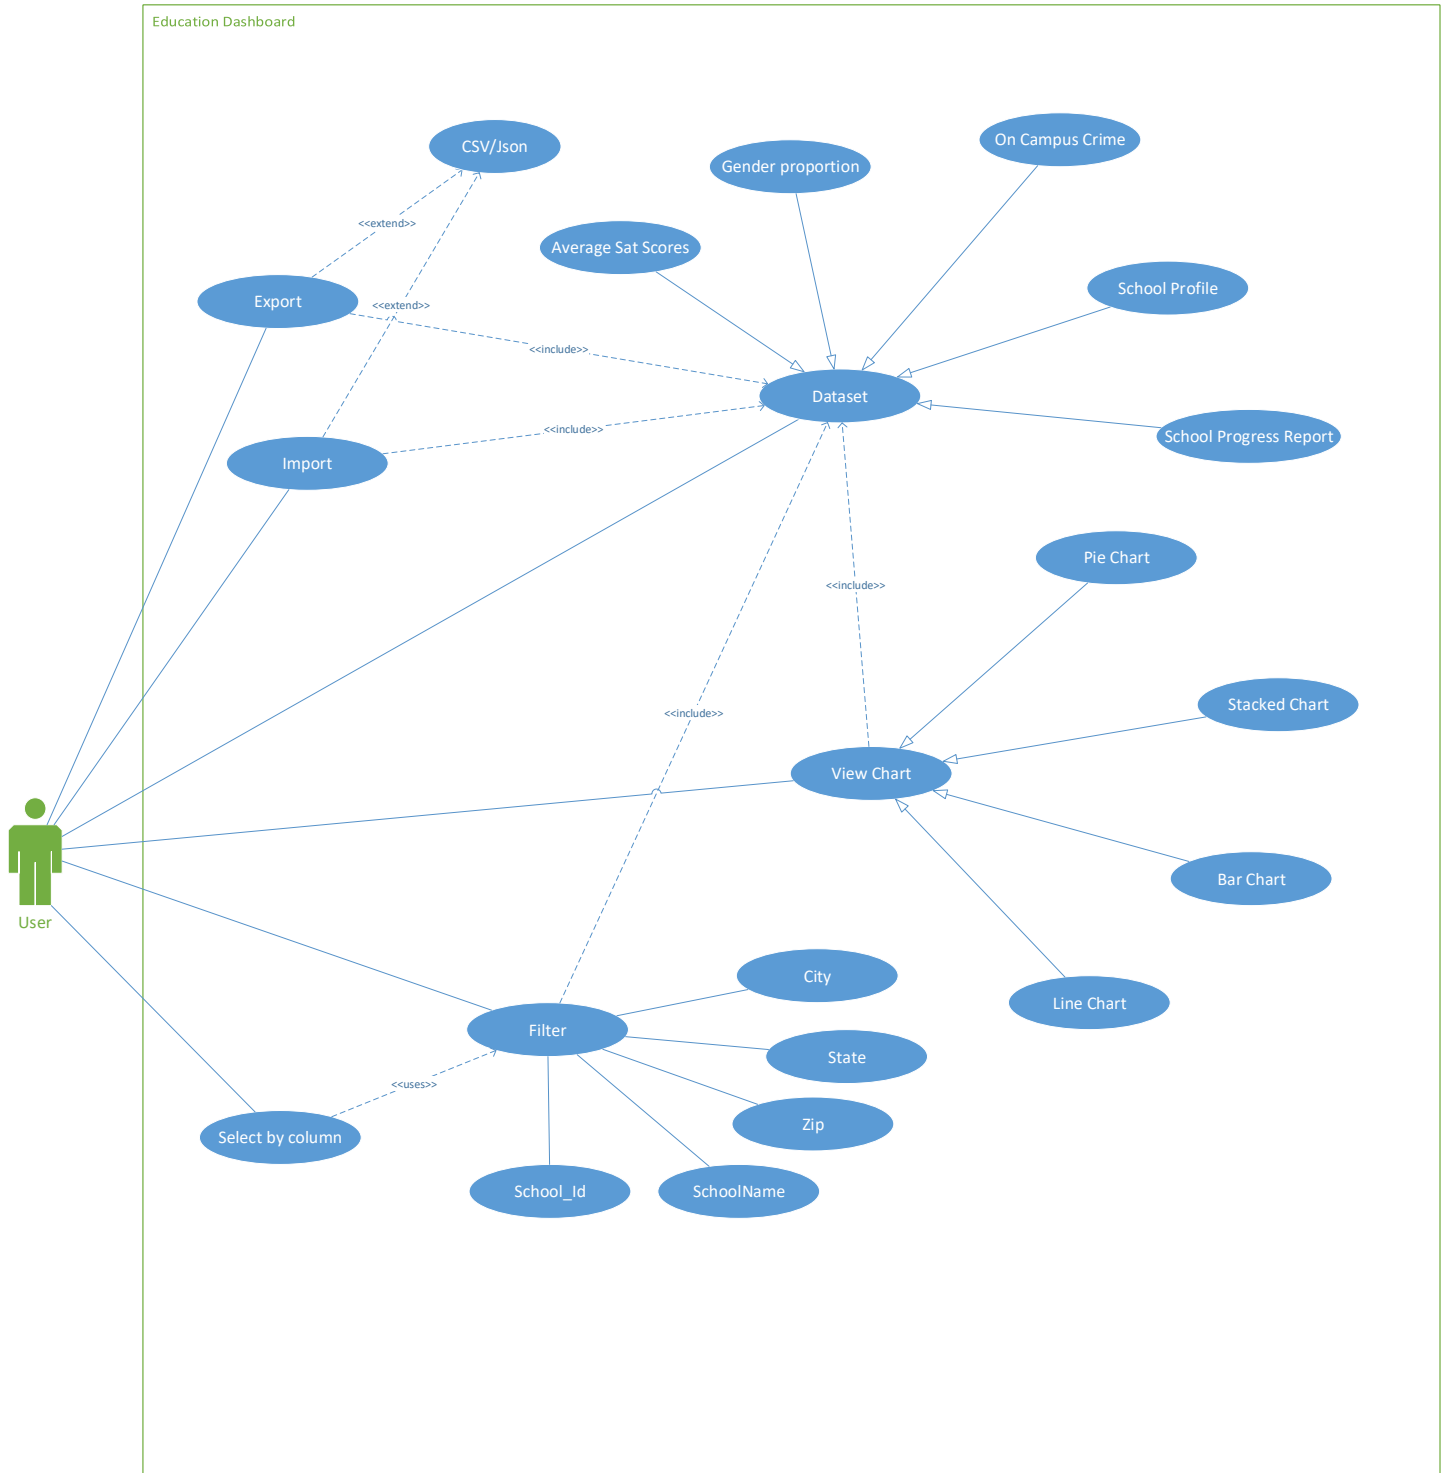 Education Dashboard
CSV/Json
On Campus Crime
Gender proportion
<<extend>>
Average Sat Scores
School Profile
Export
<<extend>>
<<include>>
Dataset
<<include>>
School Progress Report
Import
Pie Chart
<<include>>
Stacked Chart
<<include>>
View Chart
Bar Chart
User
City
Line Chart
Filter
State
<<uses>>
Zip
Select by column
School_Id
SchoolName